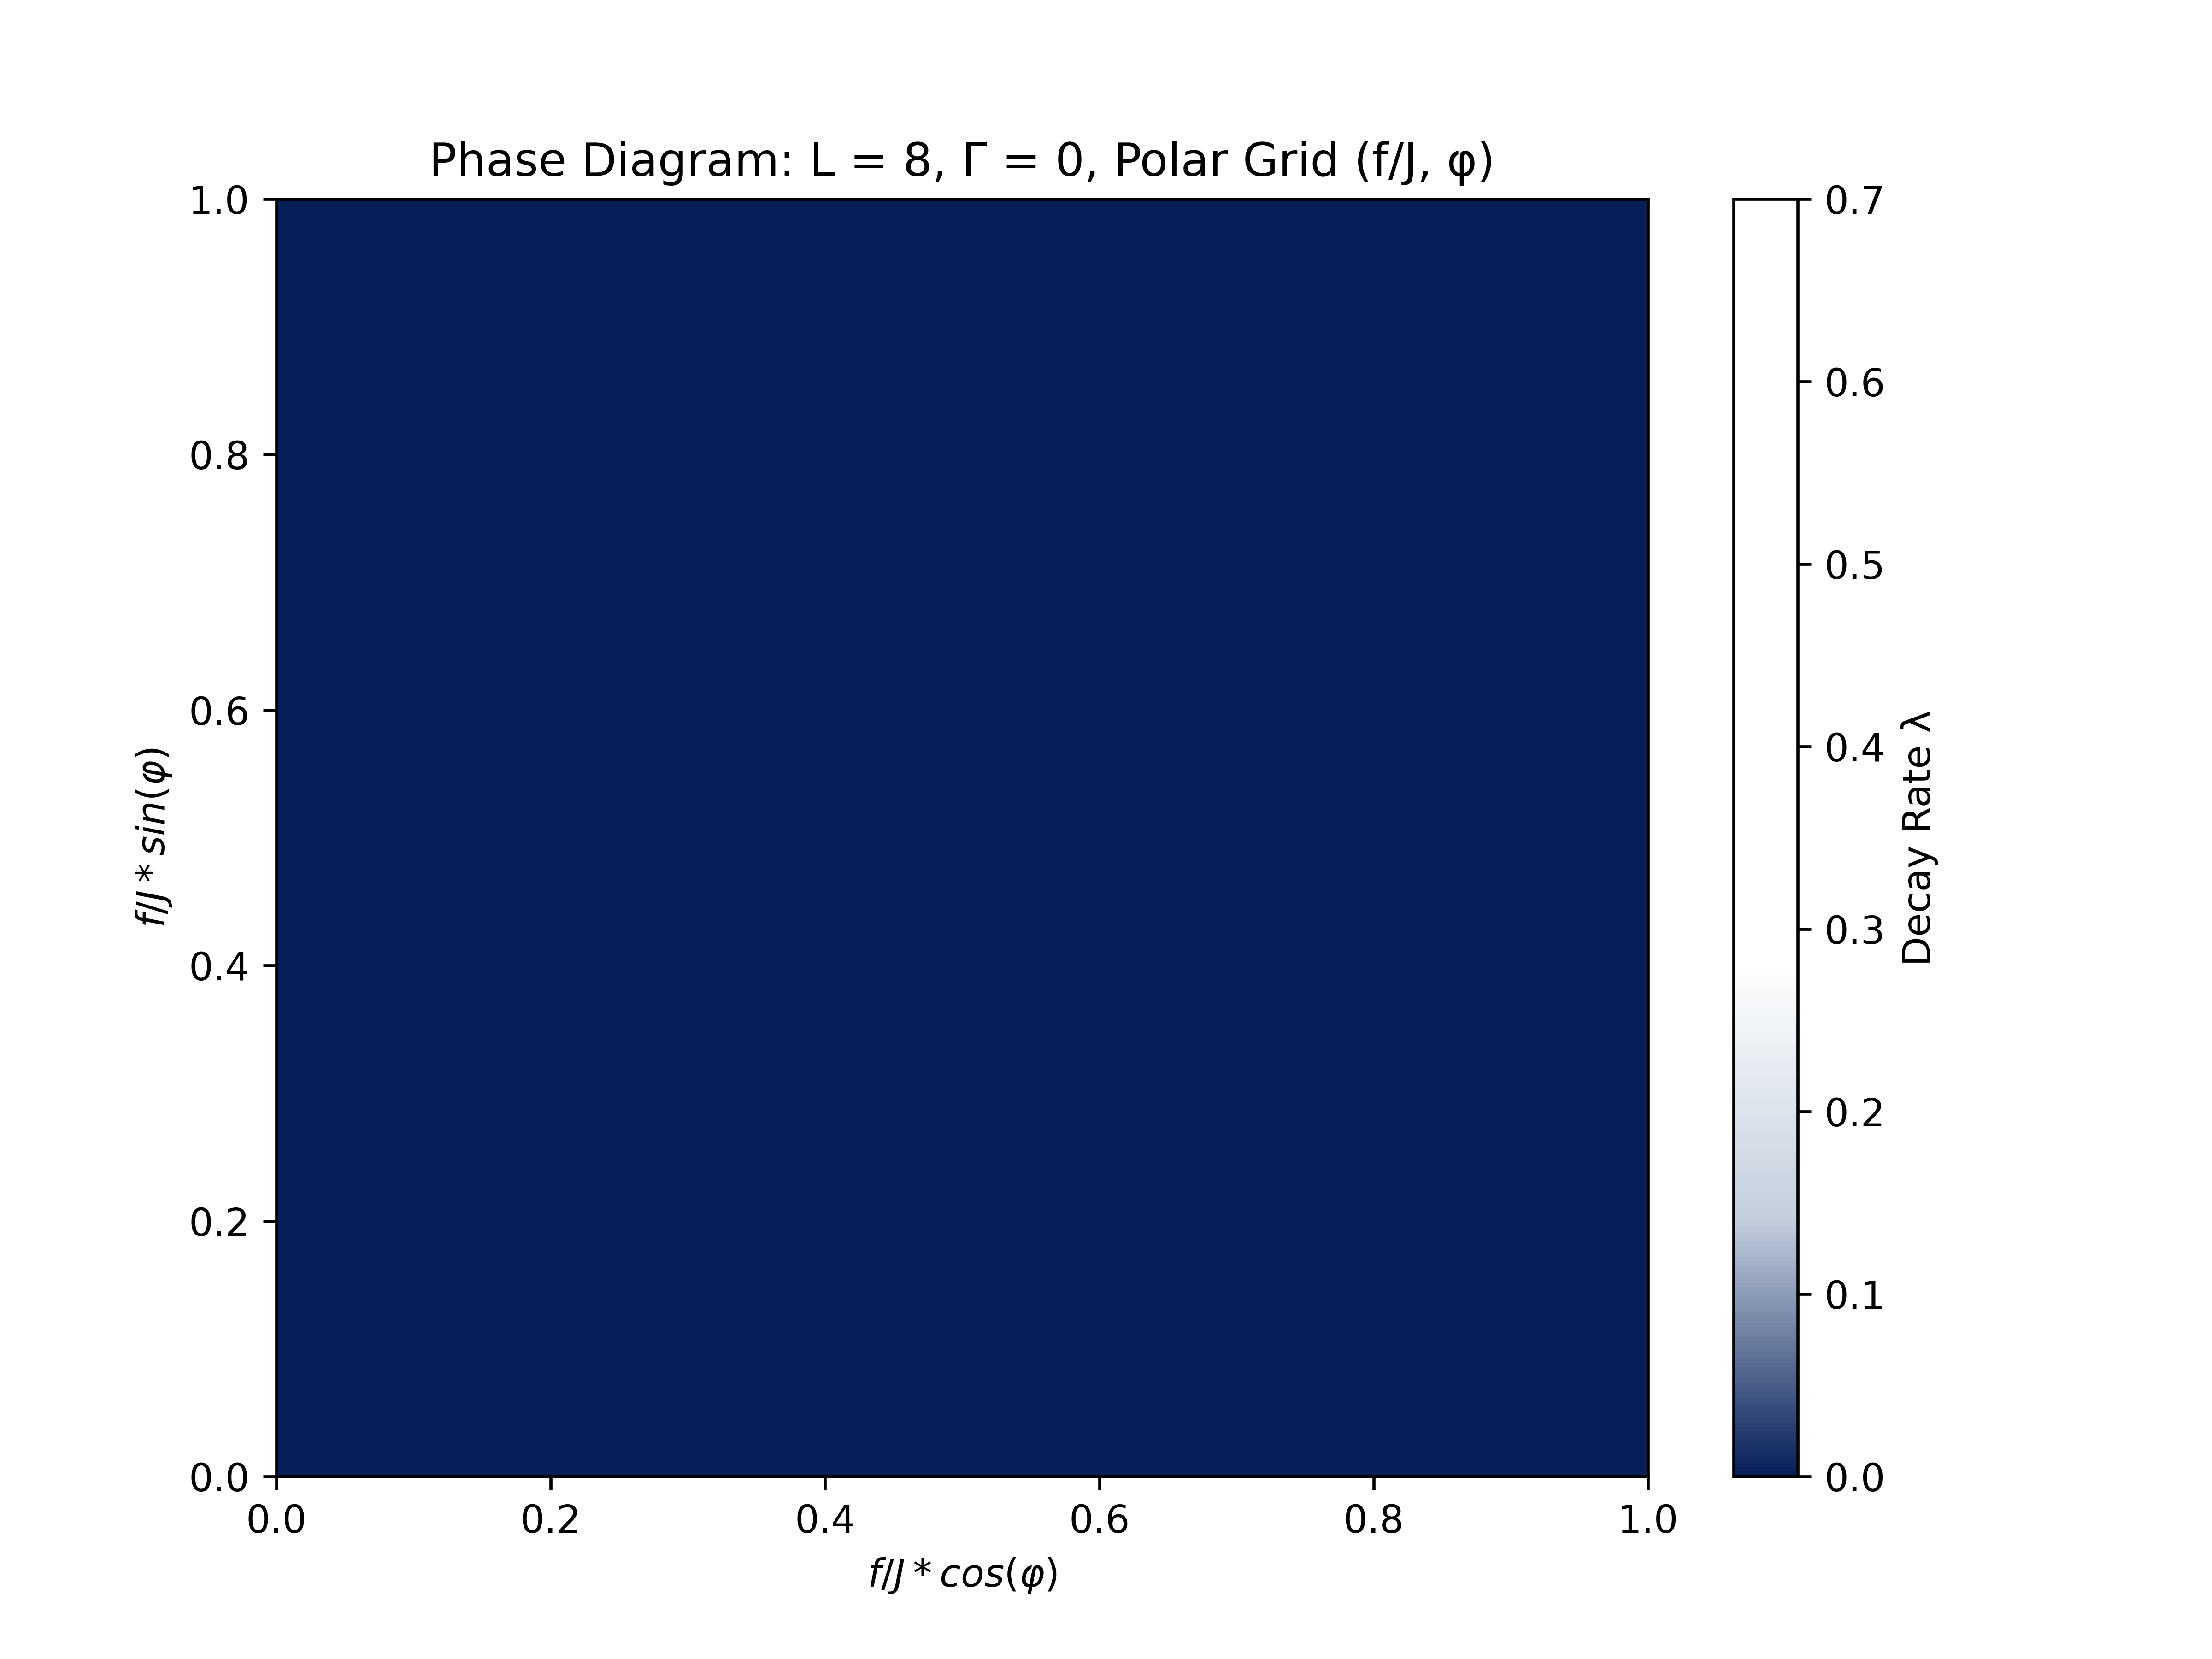 Phase Diagram: L = 8, Γ = 0, Polar Grid (f/J, φ)
1.0
0.8
0.6
0.4
0.2
0.0
f/J * sin(φ)
0.0 0.2 0.4 0.6 0.8 1.0
f/J * cos(φ)
0.7
0.6
0.5
0.4
0.3
0.2
0.1
0.0
Decay Rate λ